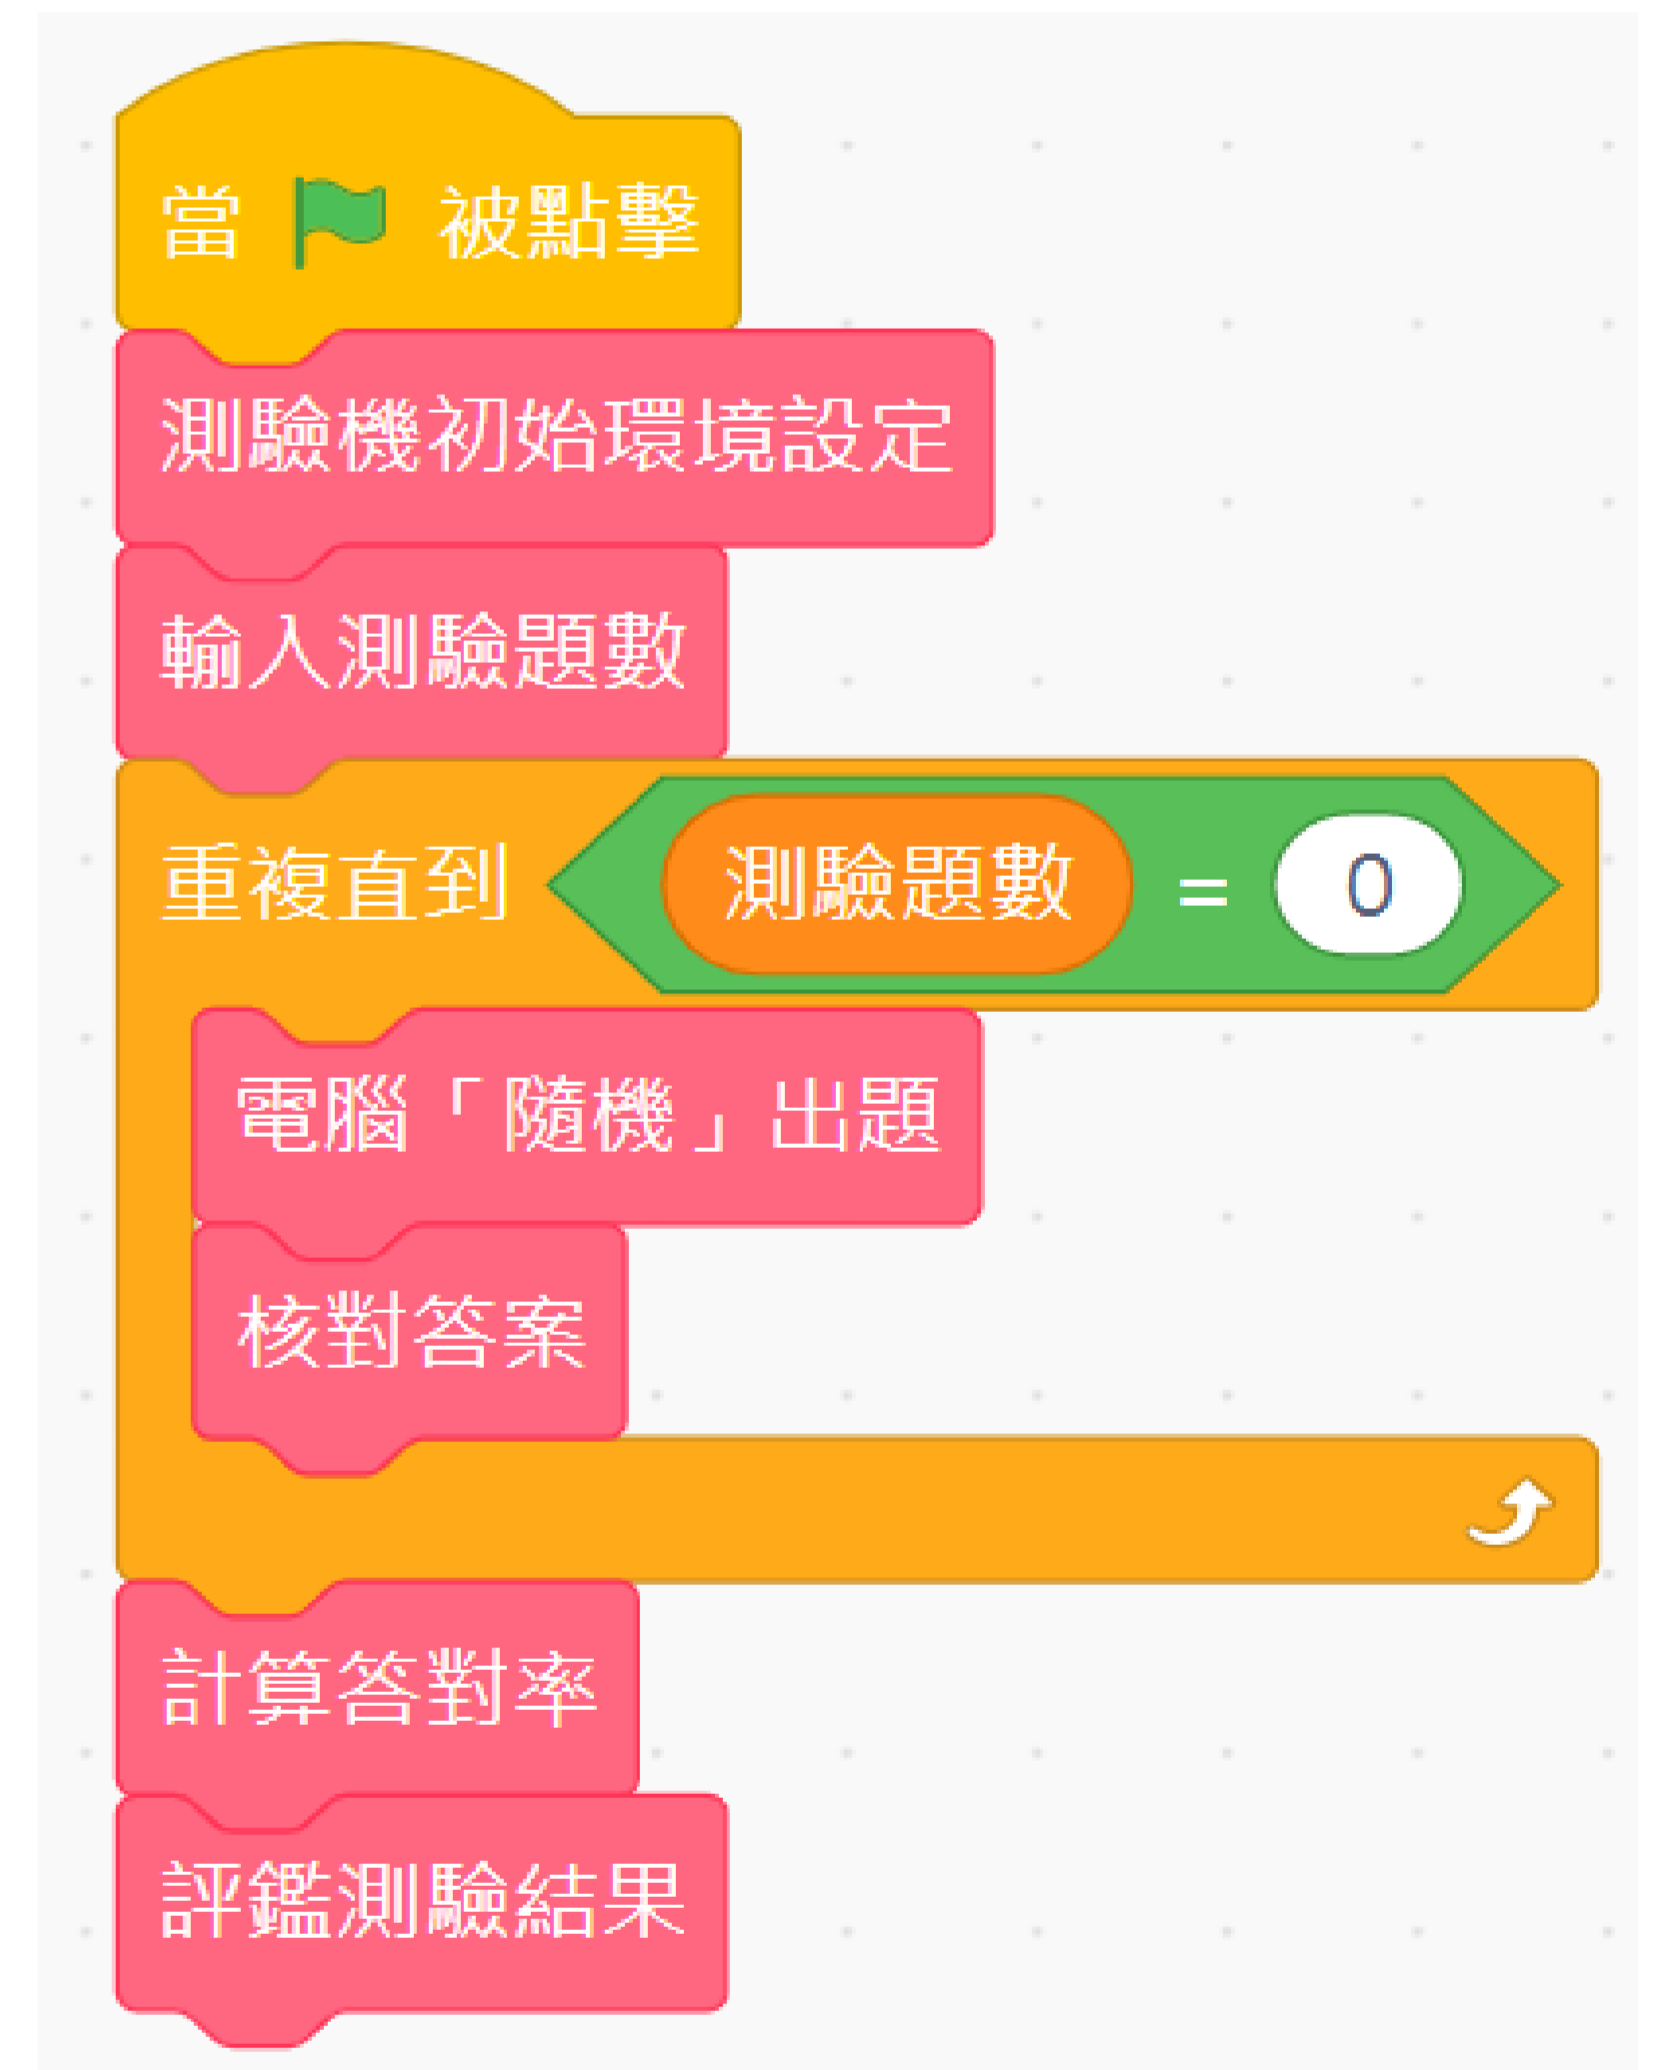 當 被點擊
測驗機初始環境設定
輸入測驗題數
重複直到 測驗題數 = 0
電腦「隨機」出題
核對答案
計算答對率
評鑑測驗結果